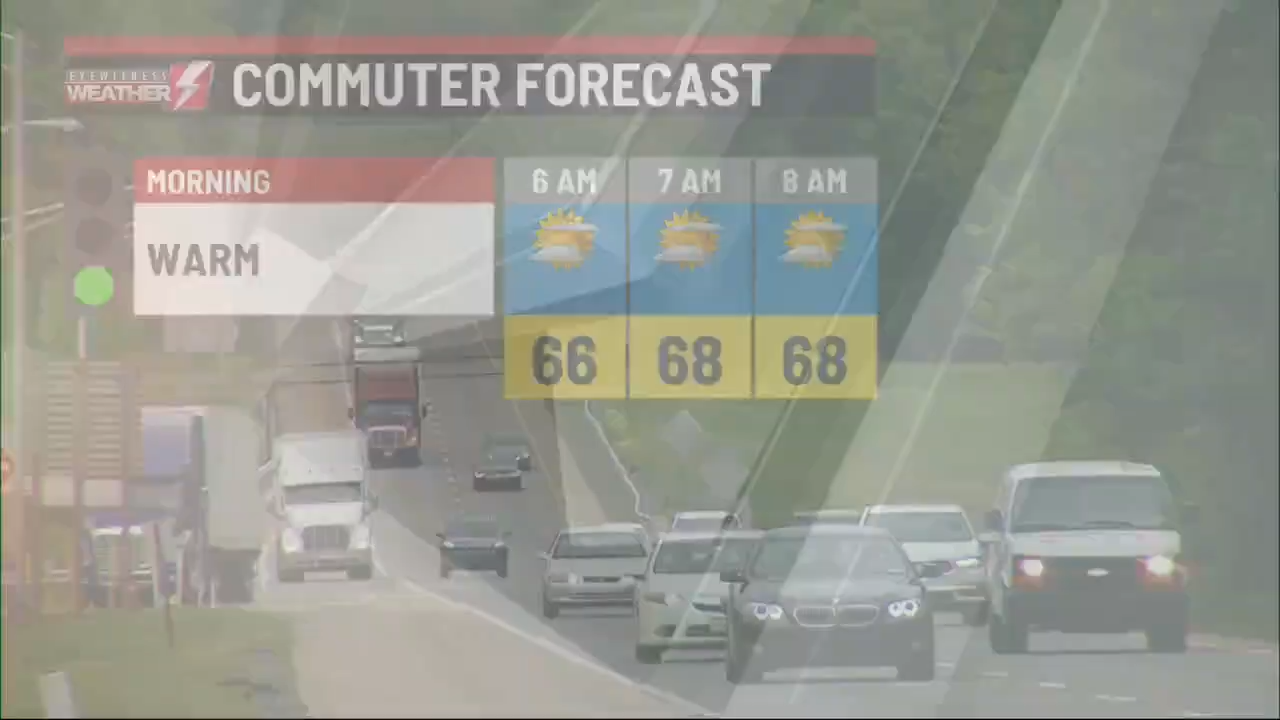 EYEWITNESS
WEATHER
COMMUTER FORECAST
MORNING
WARM
6 AM
7 AM
8 AM
66
68
68